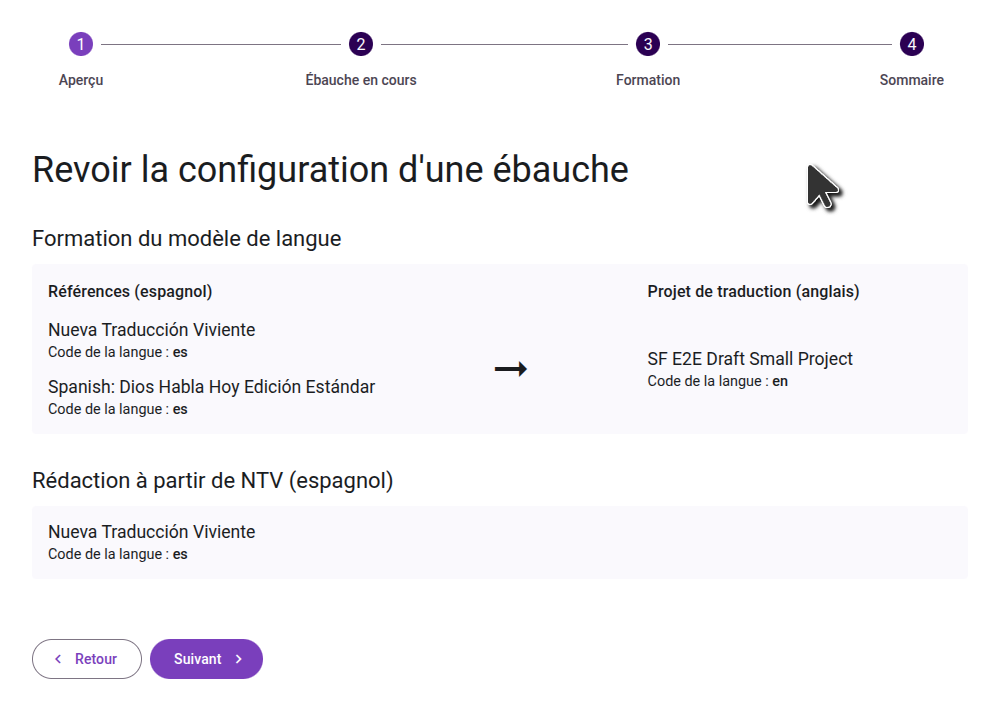 1
2
3
4
Aperçu
Ébauche en cours
Formation
Sommaire
Revoir la configuration d'une ébauche
Formation du modèle de langue
Références (espagnol)
Nueva Traducción Viviente
Code de la langue : es
Spanish: Dios Habla Hoy Edición Estándar
Code de la langue : es
Projet de traduction (anglais)
SF E2E Draft Small Project
Code de la langue : en
Rédaction à partir de NTV (espagnol)
Nueva Traducción Viviente
Code de la langue : es
Retour
Suivant